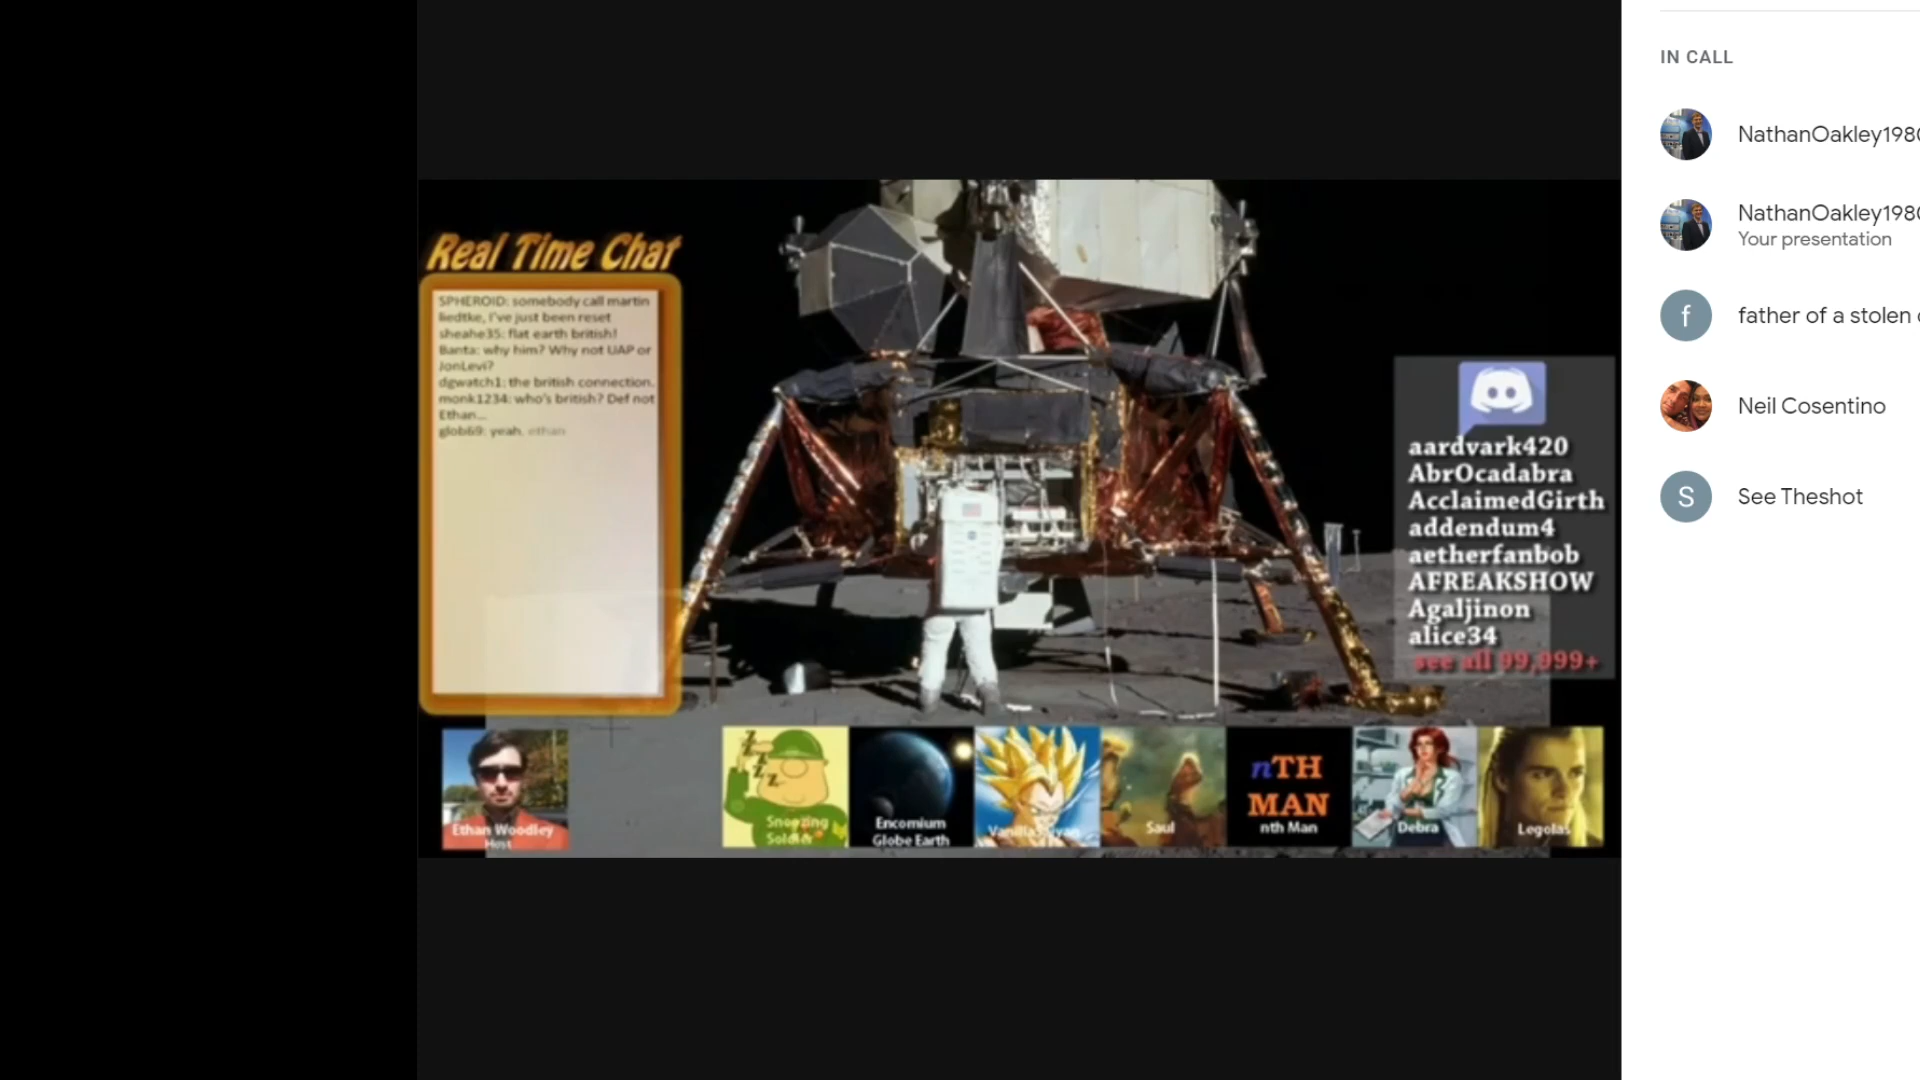 Real Time Chat
SPHEROID: somebody call martin
liedtke, I've just been reset
sheahe35: flat earth british!
Banta: why him? Why not UAP or
JonLevi?
dgwatch1: the british connection.
monk1234: who's british? Def not
Ethan...
glob69: yeah, ethan
aardvark420
AbrOcadabra
AcclaimedGirth
addendum4
aetherfanbob
AFREAKSHOW
Agaljinon
alice34
see all 99,999+
Ethan Woodley
Host
Snoozing
Soldier
Encomium
Globe Earth
Saul
nTH
MAN
nth Man
Debra
Legolas
IN CALL
NathanOakley198
NathanOakley198
Your presentation
f
father of a stolen
Neil Cosentino
S
See Theshot